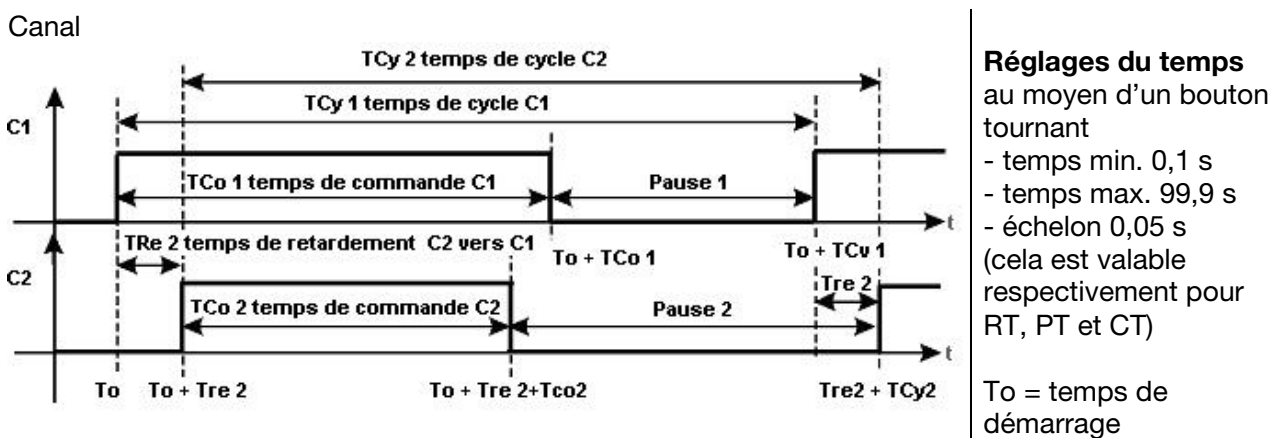 Canal
TCy 2 temps de cycle C2
TCy 1 temps de cycle C1
C1
TCo 1 temps de commande C1
Pause 1
t
TRe 2 temps de retardement C2 vers C1
To + TCo 1
To + TCy 1
C2
Tre 2
TCo 2 temps de commande C2
Pause 2
t
To
To + Tre 2
To + Tre 2+Tco2
Tre2 + TCy2
Réglages du temps
au moyen d’un bouton
tournant
- temps min. 0,1 s
- temps max. 99,9 s
- échelon 0,05 s
(cela est valable
respectivement pour
RT, PT et CT)
To = temps de
démarrage